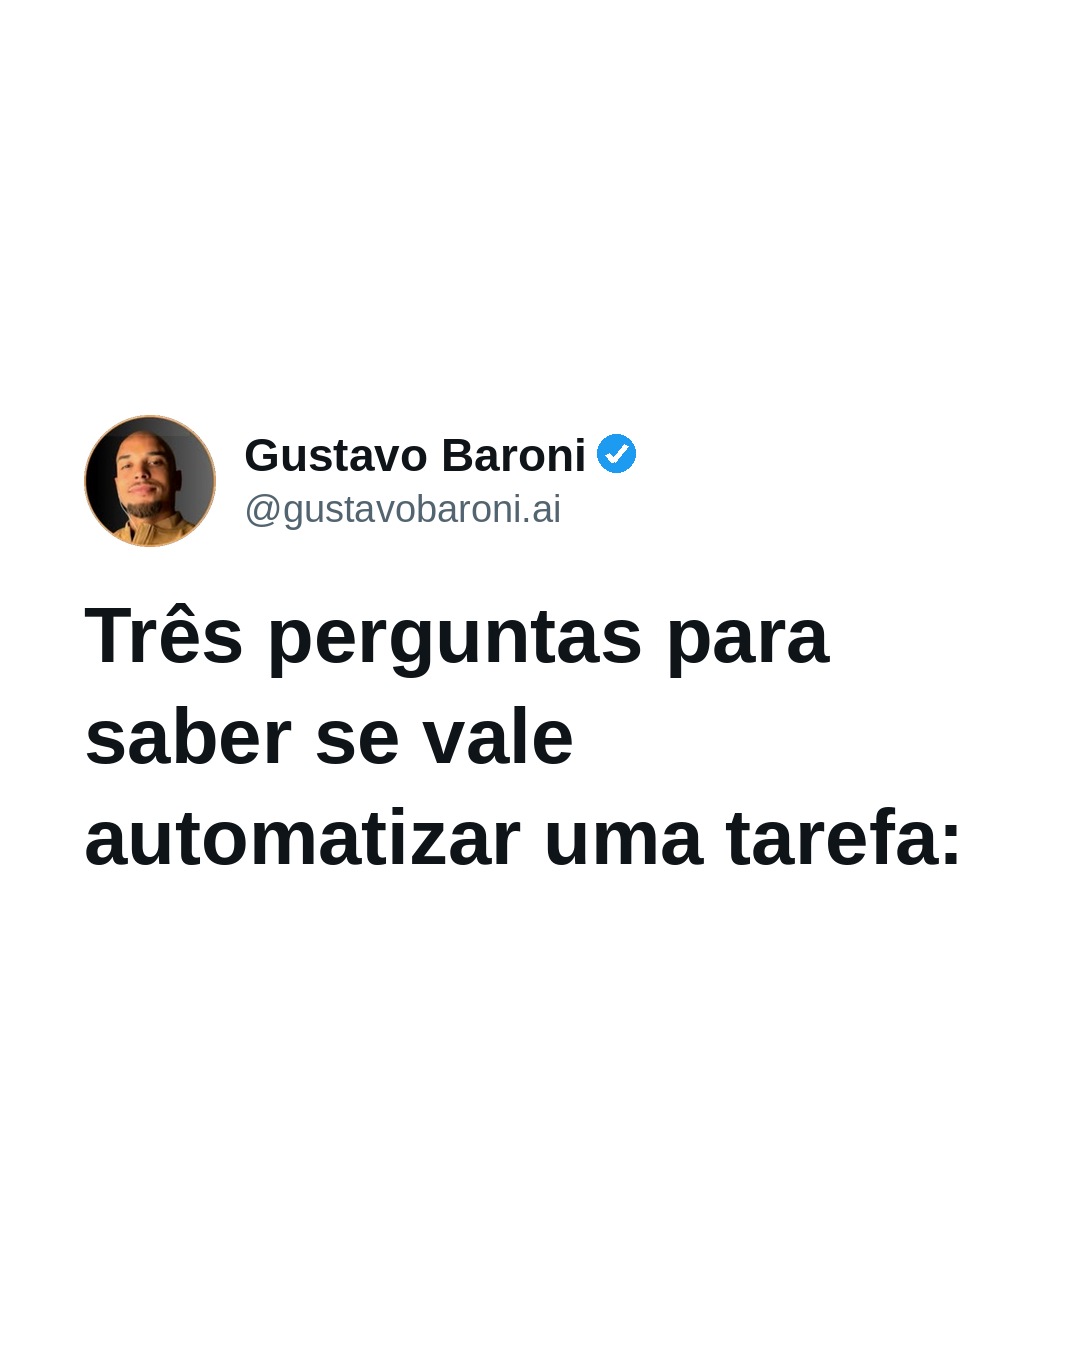 Gustavo Baroni
@gustavobaroni.ai
Três perguntas para
saber se vale
automatizar uma tarefa: